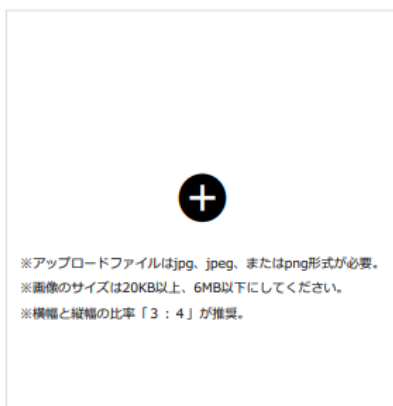 ※アップロードファイルはjpg、jpeg、またはpng形式が必要。
※画像のサイズは20KB以上、6MB以下にしてください。
※横幅と縦幅の比率「3：4」が推奨。